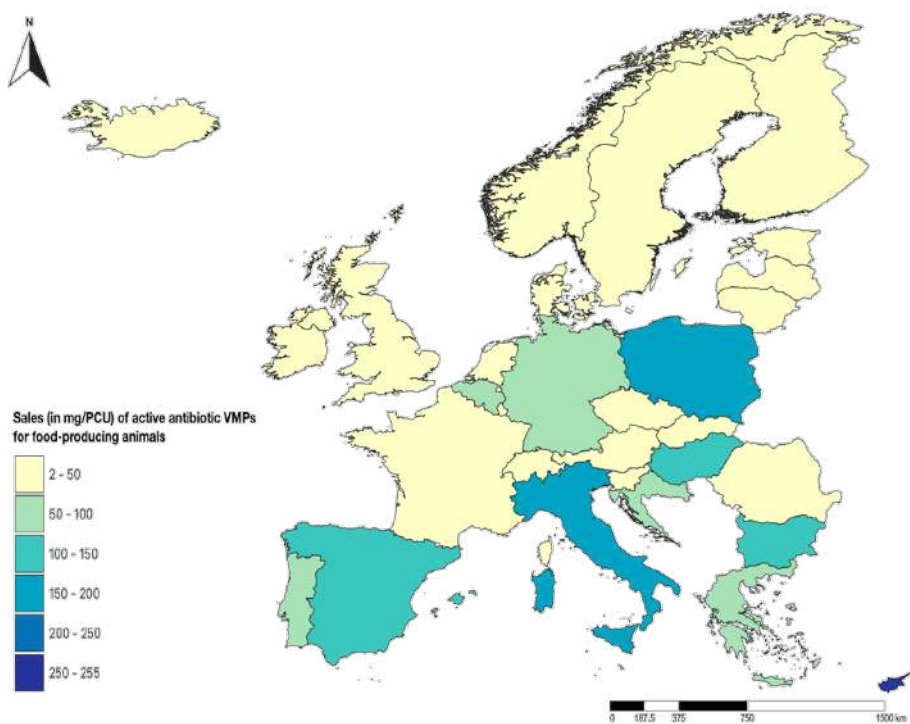 N
Sales (in mg/PCU) of active antibiotic VMPs
for food-producing animals
2 - 50
50 - 100
100 - 150
150 - 200
200 - 250
250 - 255
0 187.5 375 750 1500 km